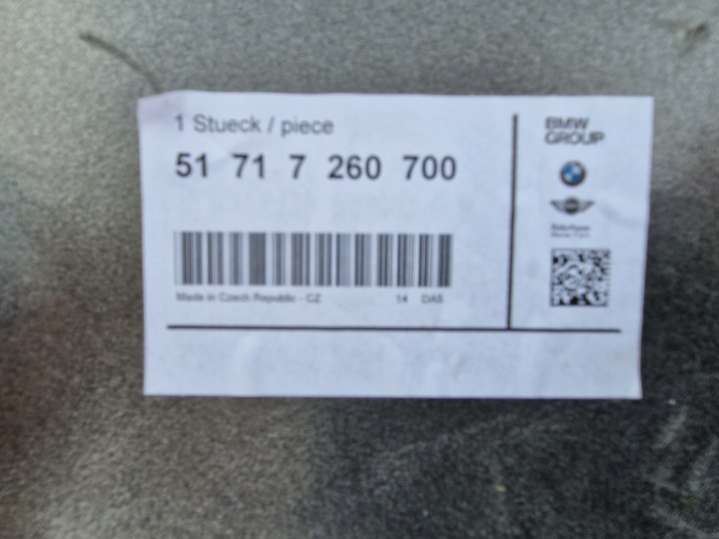 1 Stueck / piece
51 71 7 260 700
Made in Czech Republic - CZ
14 DAS
BMW
GROUP